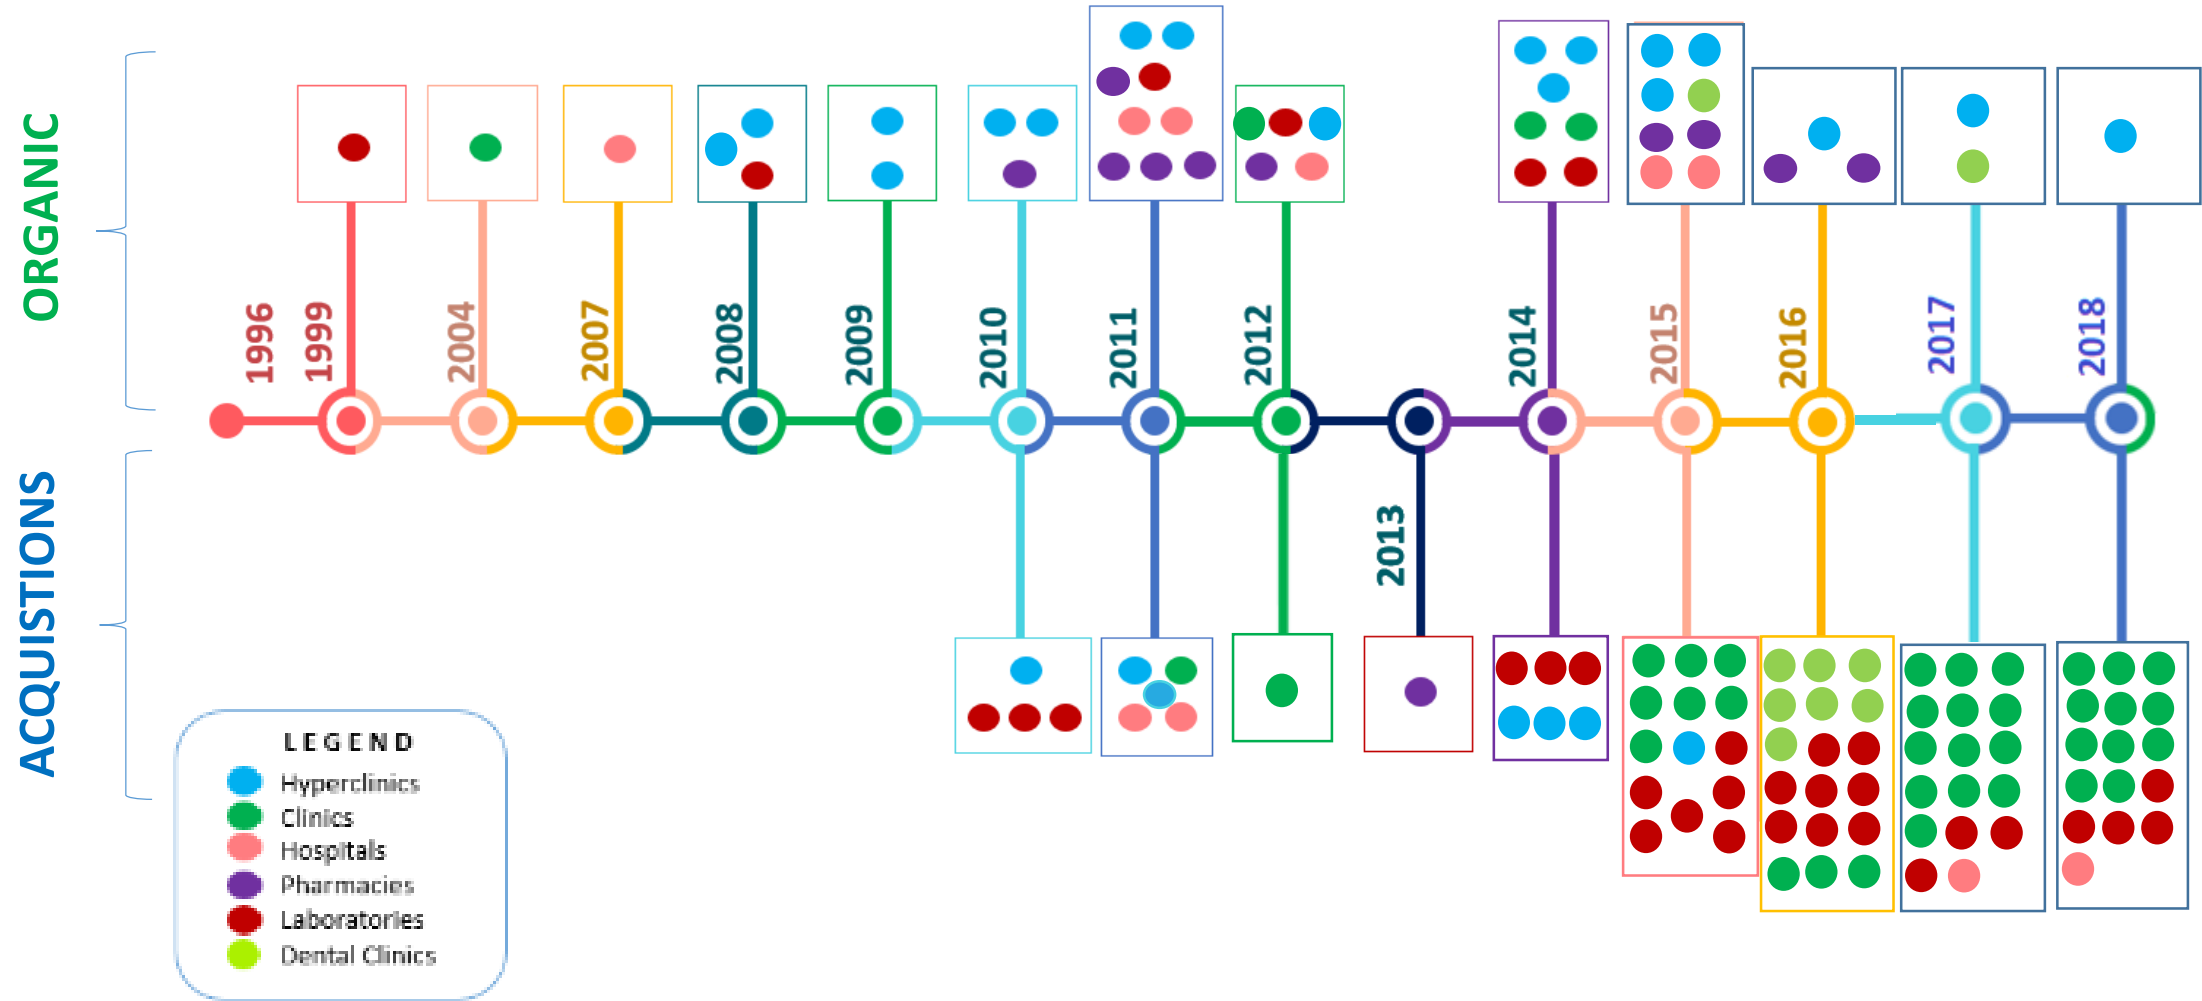 ORGANIC
1996
1999
2004
2007
2008
2009
2010
2011
2012
2014
2015
2016
2017
2018
2013
ACQUISTIONS
LEGEND
Hyperclinics
Clinics
Hospitals
Pharmacies
Laboratories
Dental Clinics